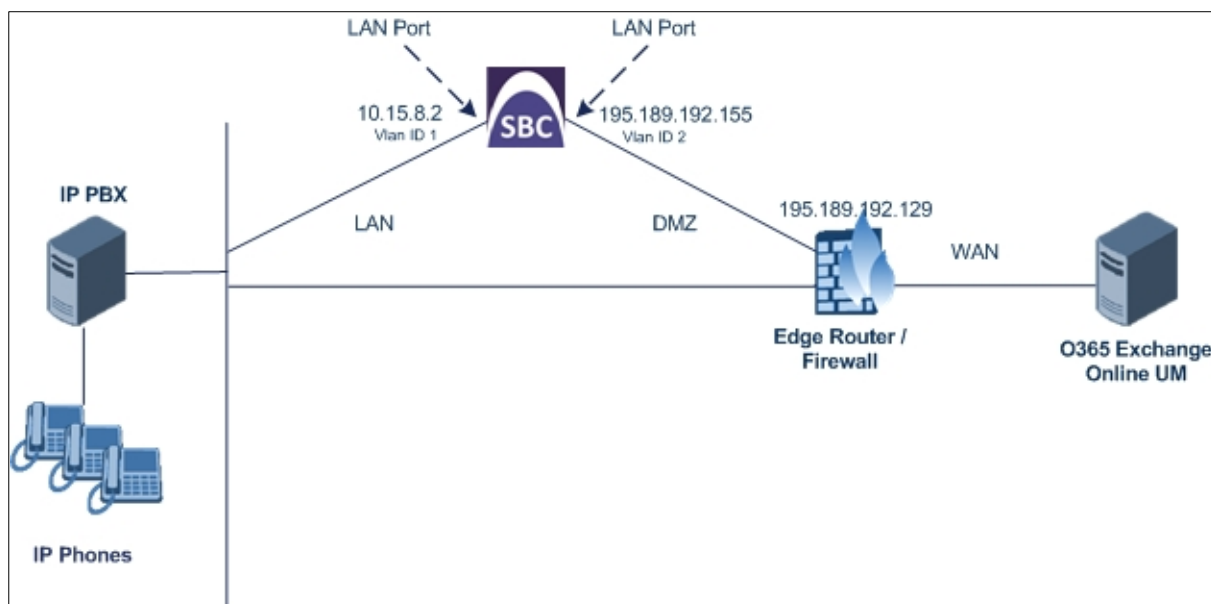 LAN Port
LAN Port
10.15.8.2
Vlan ID 1
SBC
195.189.192.155
Vlan ID 2
IP PBX
LAN
DMZ
195.189.192.129
WAN
Edge Router /
Firewall
O365 Exchange
Online UM
IP Phones